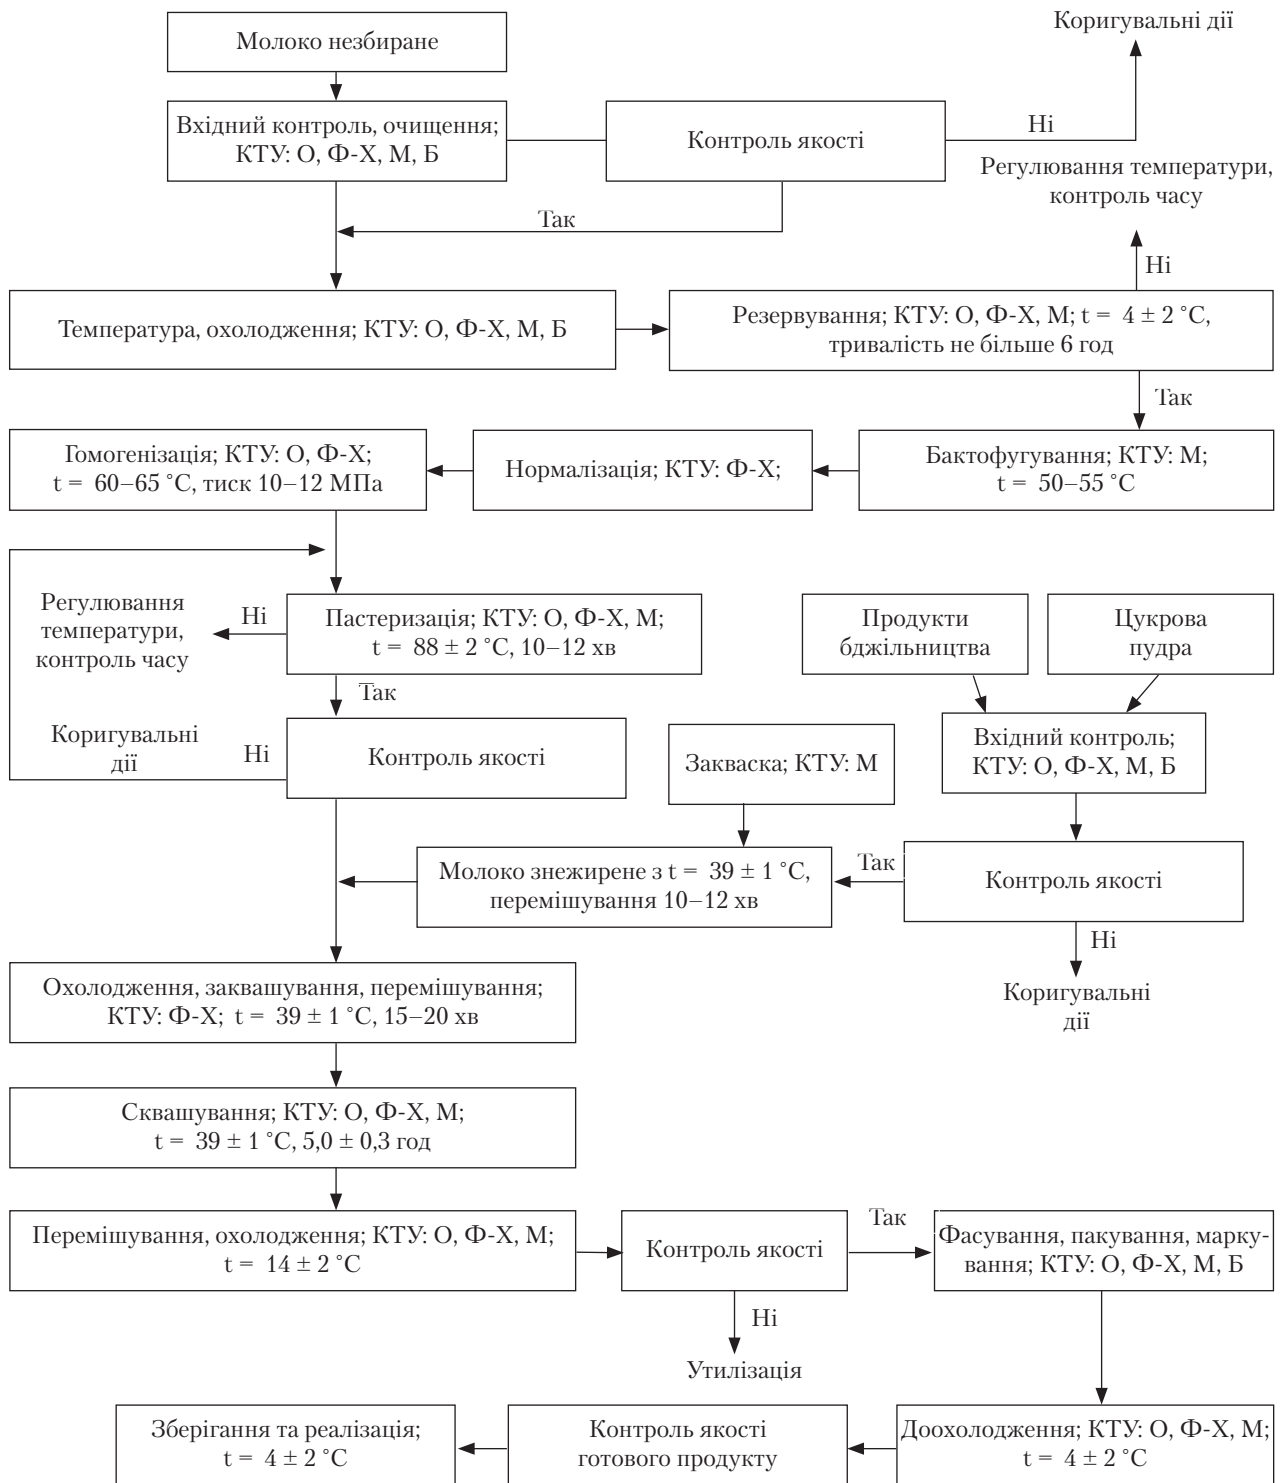 Молоко незбиране
Коригувальні дії
Вхідний контроль, очищення;
КТУ: О, Ф-Х, М, Б
Контроль якості
Ні
Так
Регулювання температури,
контроль часу
Ні
Температура, охолодження; КТУ: О, Ф-Х, М, Б
Резервування; КТУ: О, Ф-Х, М; t = 4 ± 2 °С,
тривалість не більше 6 год
Так
Гомогенізація; КТУ: О, Ф-Х;
t = 60–65 °С, тиск 10–12 МПа
Нормалізація; КТУ: Ф-Х;
Бактофугування; КТУ: М;
t = 50–55 °С
Регулювання
температури,
контроль часу
Ні
Пастеризація; КТУ: О, Ф-Х, М;
t = 88 ± 2 °С, 10–12 хв
Продукти
бджільництва
Цукрова
пудра
Так
Коригувальні
дії
Ні
Контроль якості
Закваска; КТУ: М
Вхідний контроль;
КТУ: О, Ф-Х, М, Б
Молоко знежирене з t = 39 ± 1 °С,
перемішування 10–12 хв
Так
Контроль якості
Ні
Коригувальні
дії
Охолодження, заквашування, перемішування;
КТУ: Ф-Х; t = 39 ± 1 °С, 15–20 хв
Сквашування; КТУ: О, Ф-Х, М;
t = 39 ± 1 °С, 5,0 ± 0,3 год
Перемішування, охолодження; КТУ: О, Ф-Х, М;
t = 14 ± 2 °С
Контроль якості
Так
Фасування, пакування, марку-
вання; КТУ: О, Ф-Х, М, Б
Ні
Утилізація
Зберігання та реалізація;
t = 4 ± 2 °С
Контроль якості
готового продукту
Доохолодження; КТУ: О, Ф-Х, М;
t = 4 ± 2 °С